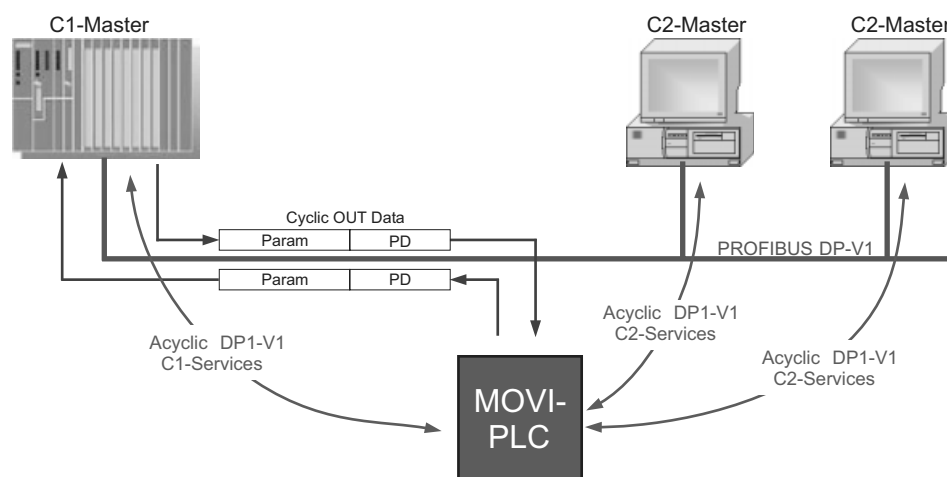 C1-Master
C2-Master
C2-Master
Cyclic OUT Data
Param
PD
PROFIBUS DP-V1
Param
PD
Acyclic DP1-V1
C1-Services
Acyclic DP1-V1
C2-Services
Acyclic DP1-V1
C2-Services
MOVI-
PLC